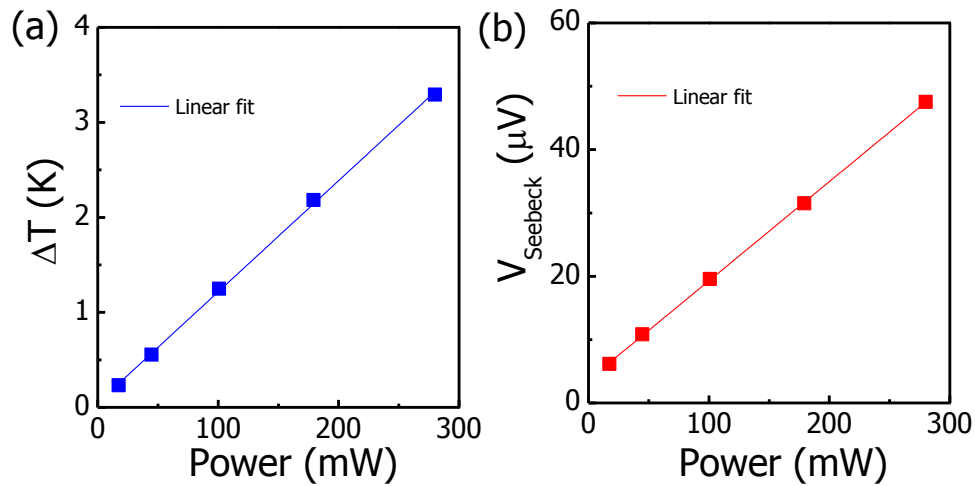 (a)
4
3
2
1
0
ΔT (K)
Linear fit
0 100 200 300
Power (mW)
(b)
60
40
20
0
V_Seebeck (μV)
Linear fit
0 100 200 300
Power (mW)